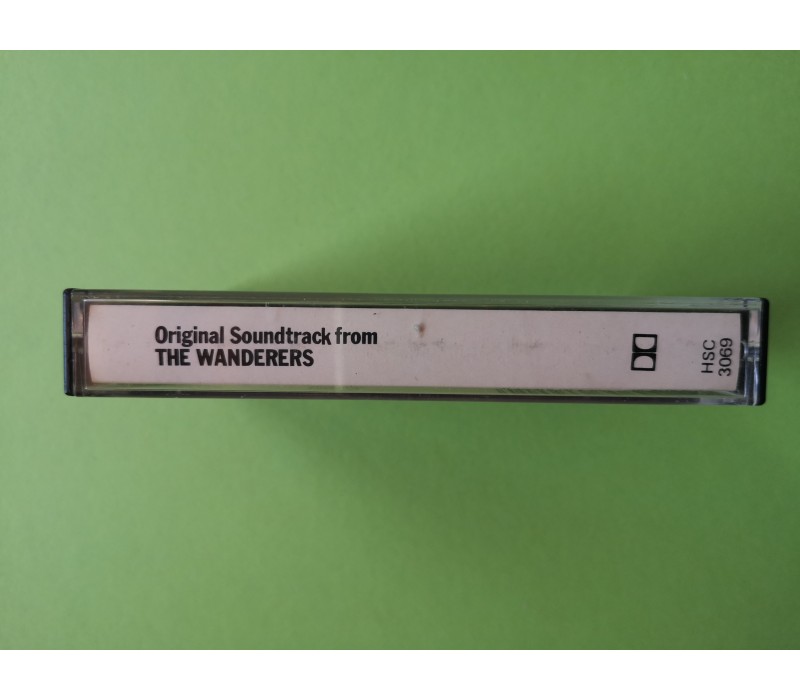 Original Soundtrack from
THE WANDERERS
HSC
3069